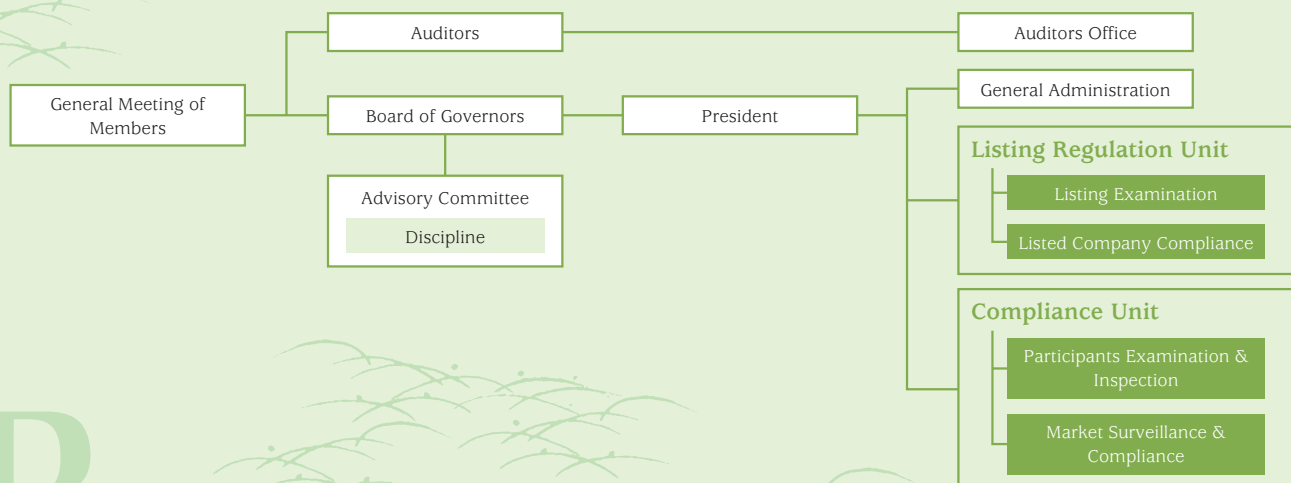 Auditors
Auditors Office
General Administration
General Meeting of
Members
Board of Governors
President
Listing Regulation Unit
Advisory Committee
Listing Examination
Discipline
Listed Company Compliance
Compliance Unit
Participants Examination &
Inspection
Market Surveillance &
Compliance